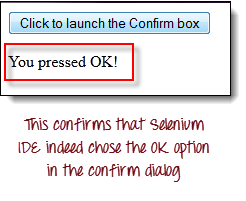 Click to launch the Confirm box
You pressed OK!
This confirms that Selenium
IDE indeed chose the OK option
in the confirm dialog